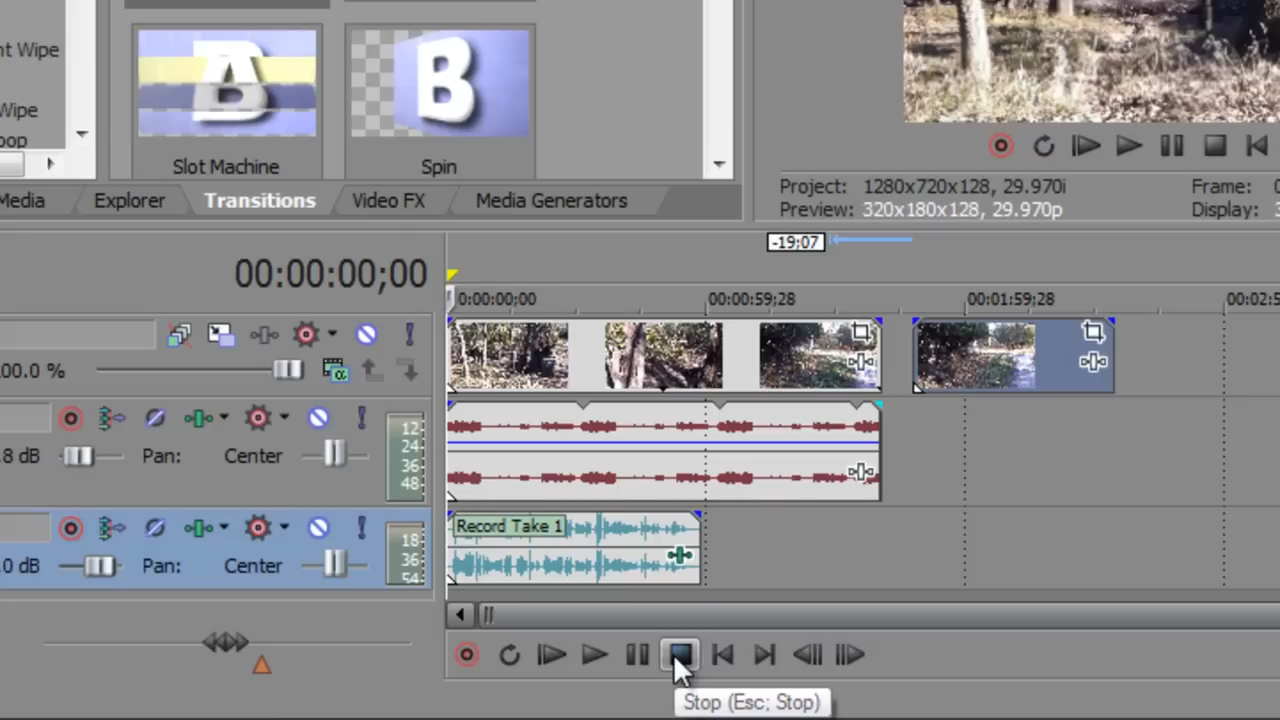 nt Wipe
Wipe
oop
B
Slot Machine
Spin
Media
Explorer
Transitions
Video FX
Media Generators
Project: 1280x720x128, 29.970i
Preview: 320x180x128, 29.970p
Frame: 0
Display:
-19;07
00:00:00;00
0:00:00;00
00:00:59;28
00:01:59;28
00:02:5
00.0 %
12
24
36
48
.8 dB
Pan:
Center
Record Take 1
18
36
54
.0 dB
Pan:
Center
Stop (Esc; Stop)